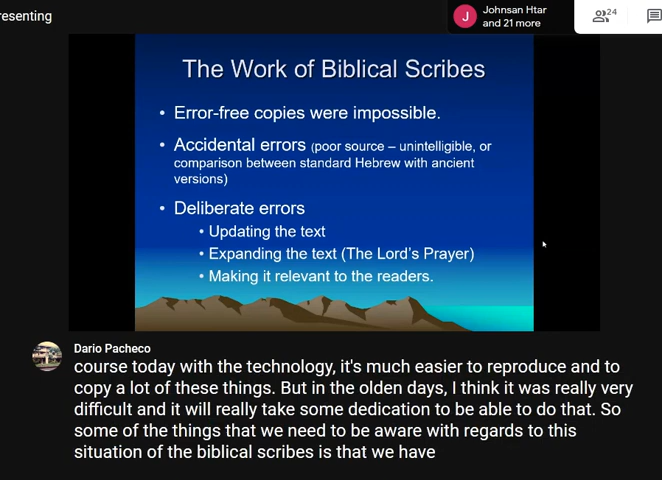 resenting
Johnsan Htar
and 21 more
J
24
The Work of Biblical Scribes
• Error-free copies were impossible.
• Accidental errors (poor source – unintelligible, or
comparison between standard Hebrew with ancient
versions)
• Deliberate errors
• Updating the text
• Expanding the text (The Lord's Prayer)
• Making it relevant to the readers.
Dario Pacheco
course today with the technology, it's much easier to reproduce and to
copy a lot of these things. But in the olden days, I think it was really very
difficult and it will really take some dedication to be able to do that. So
some of the things that we need to be aware with regards to this
situation of the biblical scribes is that we have